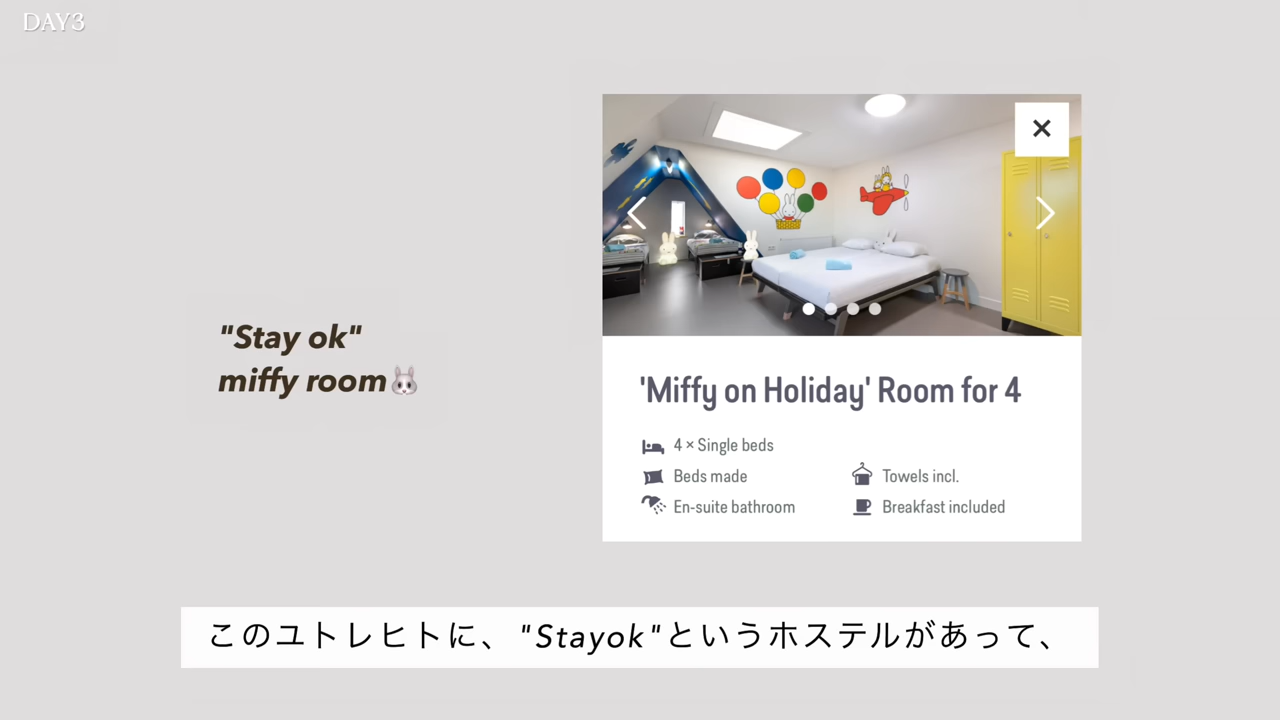 DAY3
"Stay ok"
miffy room🐰
'Miffy on Holiday' Room for 4
4 × Single beds
Beds made
Towels incl.
En-suite bathroom
Breakfast included
このユトレヒトに、"Stayok"というホステルがあって、